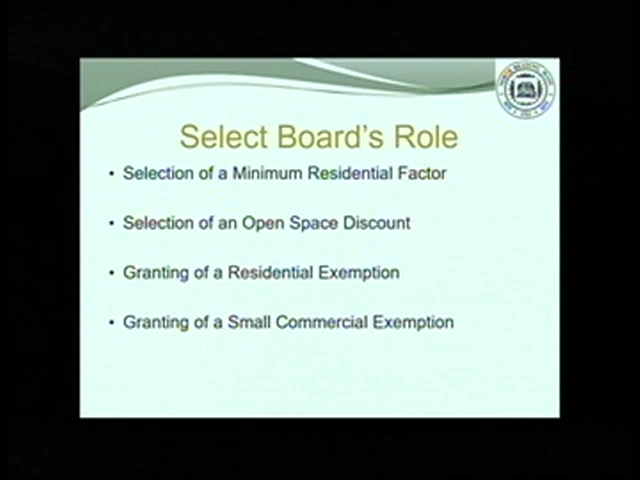 Select Board's Role
• Selection of a Minimum Residential Factor
• Selection of an Open Space Discount
• Granting of a Residential Exemption
• Granting of a Small Commercial Exemption